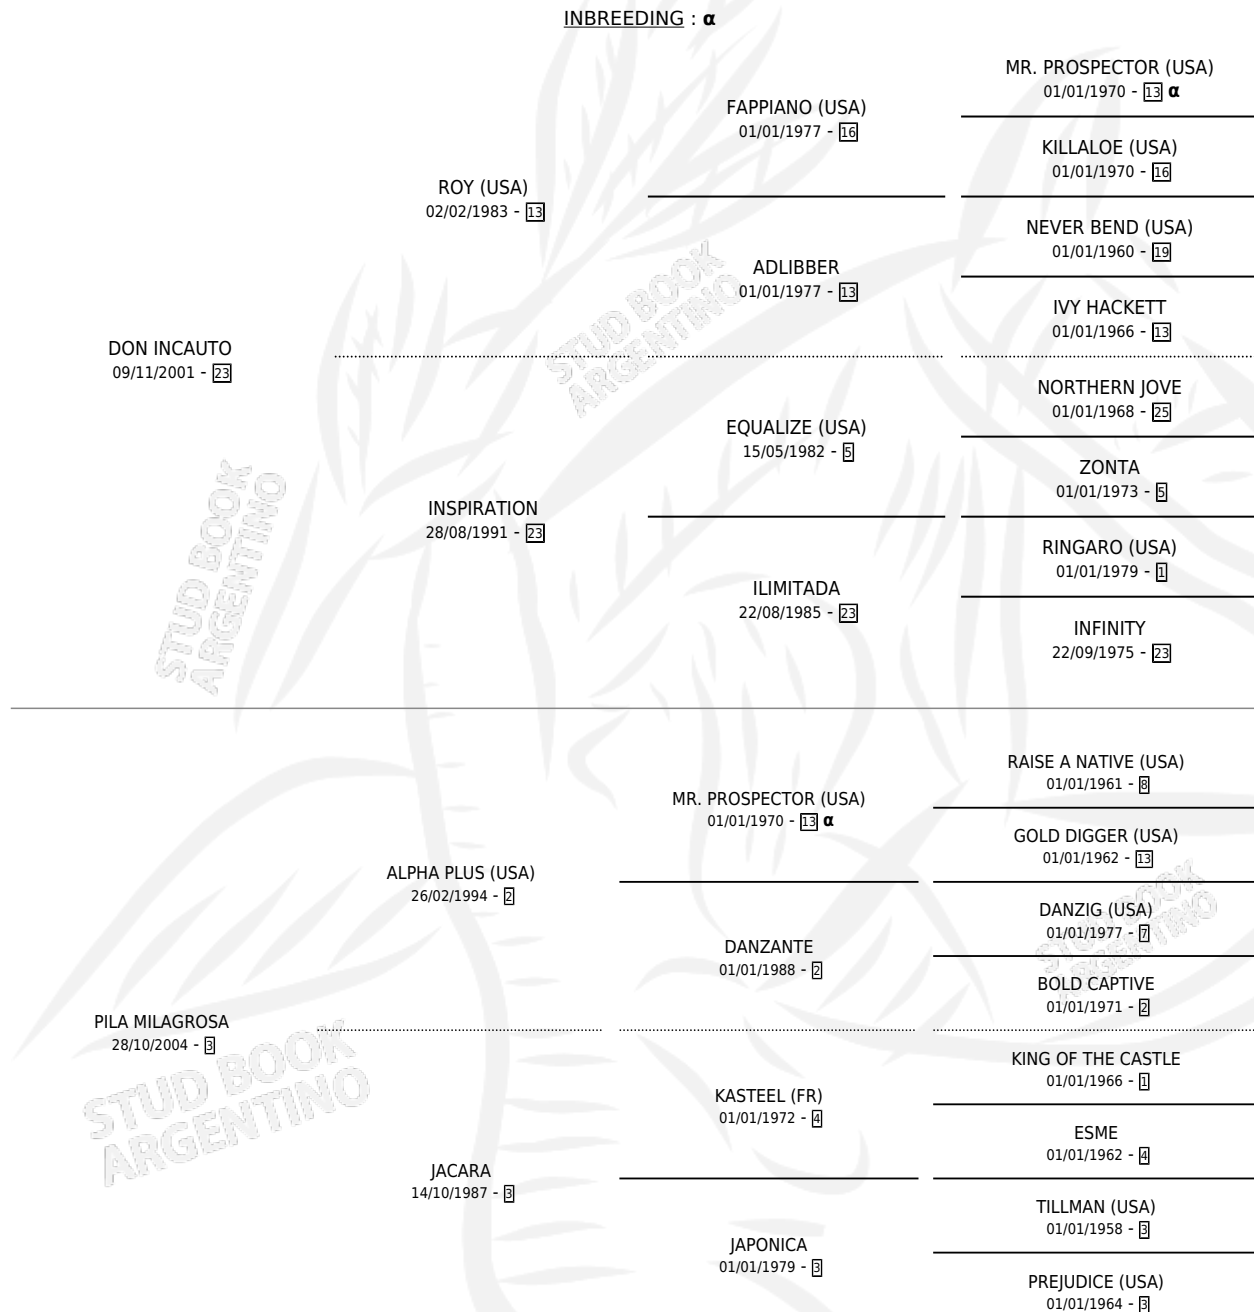 INBREEDING : α
MR. PROSPECTOR (USA)
01/01/1970 - 13 α
FAPPIANO (USA)
01/01/1977 - 16
KILLALOE (USA)
01/01/1970 - 16
ROY (USA)
02/02/1983 - 13
NEVER BEND (USA)
01/01/1960 - 19
ADLIBBER
01/01/1977 - 13
IVY HACKETT
01/01/1966 - 13
DON INCAUTO
09/11/2001 - 23
NORTHERN JOVE
01/01/1968 - 25
EQUALIZE (USA)
15/05/1982 - 5
ZONTA
01/01/1973 - 5
INSPIRATION
28/08/1991 - 23
RINGARO (USA)
01/01/1979 - 1
ILIMITADA
22/08/1985 - 23
INFINITY
22/09/1975 - 23
RAISE A NATIVE (USA)
01/01/1961 - 8
MR. PROSPECTOR (USA)
01/01/1970 - 13 α
GOLD DIGGER (USA)
01/01/1962 - 13
ALPHA PLUS (USA)
26/02/1994 - 2
DANZIG (USA)
01/01/1977 - 7
DANZANTE
01/01/1988 - 2
BOLD CAPTIVE
01/01/1971 - 2
PILA MILAGROSA
28/10/2004 - 3
KING OF THE CASTLE
01/01/1966 - 1
KASTEEL (FR)
01/01/1972 - 4
ESME
01/01/1962 - 4
JACARA
14/10/1987 - 3
TILLMAN (USA)
01/01/1958 - 3
JAPONICA
01/01/1979 - 3
PREJUDICE (USA)
01/01/1964 - 3
STUD BOOK
ARGENTINO
STUD BOOK
ARGENTINO
STUD BOOK
ARGENTINO
STUD BOOK
ARGENTINO